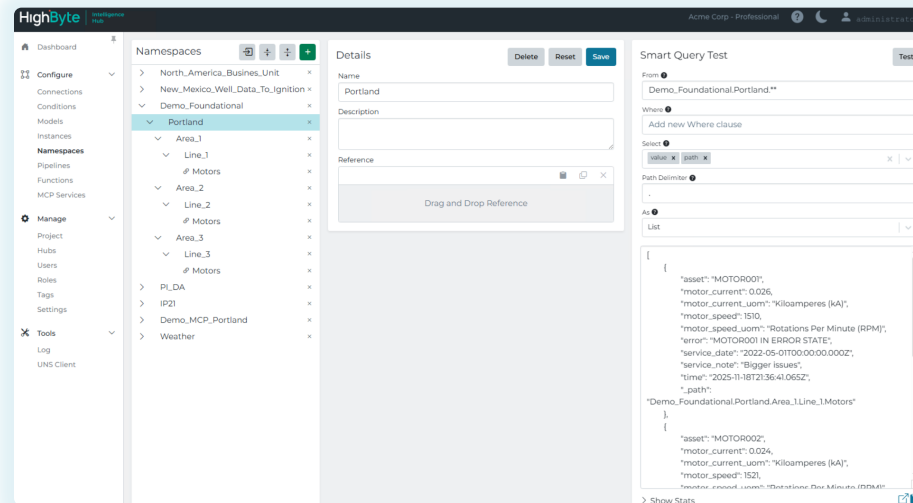 HighByte Intelligence Hub
Acme Corp - Professional
administrato
Dashboard
Configure
Connections
Conditions
Models
Instances
Namespaces
Pipelines
Functions
MCP Services
Manage
Project
Hubs
Users
Roles
Tags
Settings
Tools
Log
UNS Client
Namespaces
North_America_Busines_Unit
New_Mexico_Well_Data_To_Ignition
Demo_Foundational
Portland
Area_1
Line_1
Motors
Area_2
Line_2
Motors
Area_3
Line_3
Motors
PI_DA
IP21
Demo_MCP_Portland
Weather
Details
Delete Reset Save
Name
Portland
Description
Reference
Drag and Drop Reference
Smart Query Test
Test
From
Demo_Foundational.Portland.**
Where
Add new Where clause
Select
value x path x
Path Delimiter
.
As
List
[
{
"asset": "MOTOR001",
"motor_current": 0.026,
"motor_current_uom": "Kiloamperes (kA)",
"motor_speed": 1510,
"motor_speed_uom": "Rotations Per Minute (RPM)",
"error": "MOTOR001 IN ERROR STATE",
"service_date": "2022-05-01T00:00:00.000Z",
"service_note": "Bigger issues",
"time": "2025-11-18T21:36:41.065Z",
"_path":
"Demo_Foundational.Portland.Area_1.Line_1.Motors"
},
{
"asset": "MOTOR002",
"motor_current": 0.024,
"motor_current_uom": "Kiloamperes (kA)",
"motor_speed": 1521,
"motor_speed_uom": "Rotations Per Minute (RPM)"
Show Stats